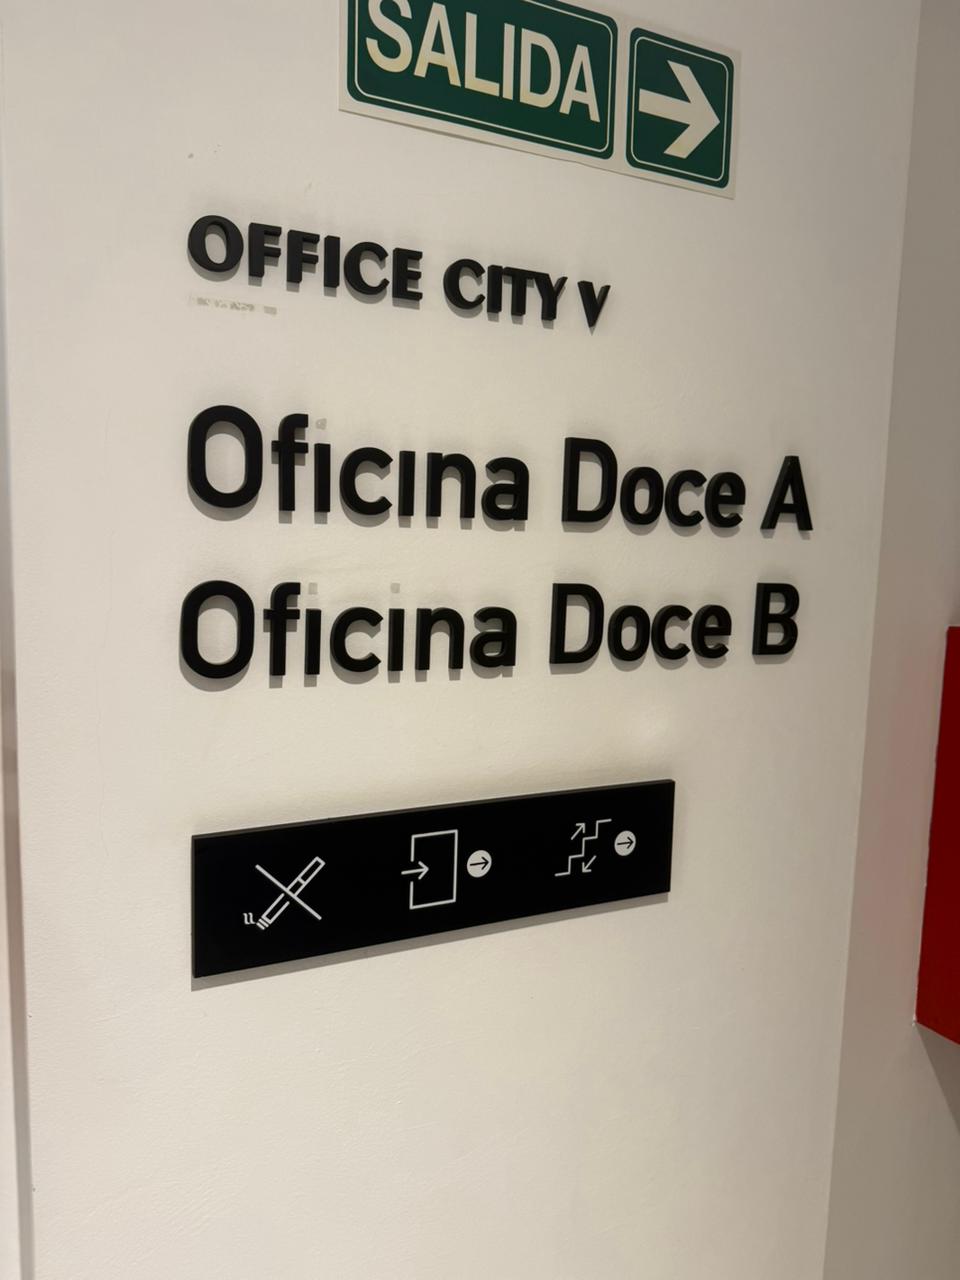 SALIDA
OFFICE CITY V
Oficina Doce A
Oficina Doce B